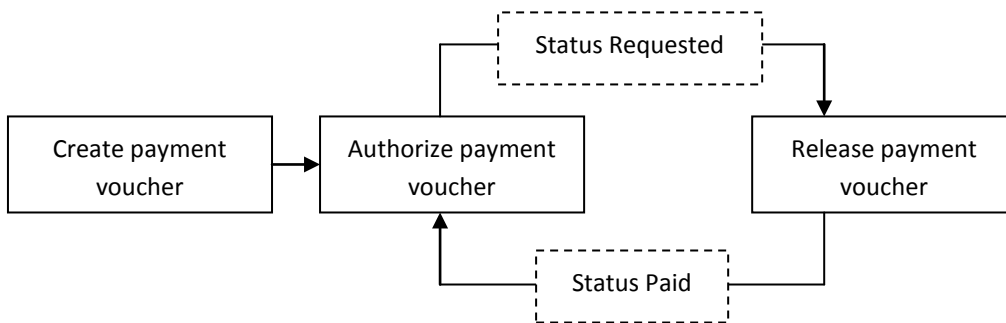 Status Requested
Create payment
voucher
Authorize payment
voucher
Release payment
voucher
Status Paid